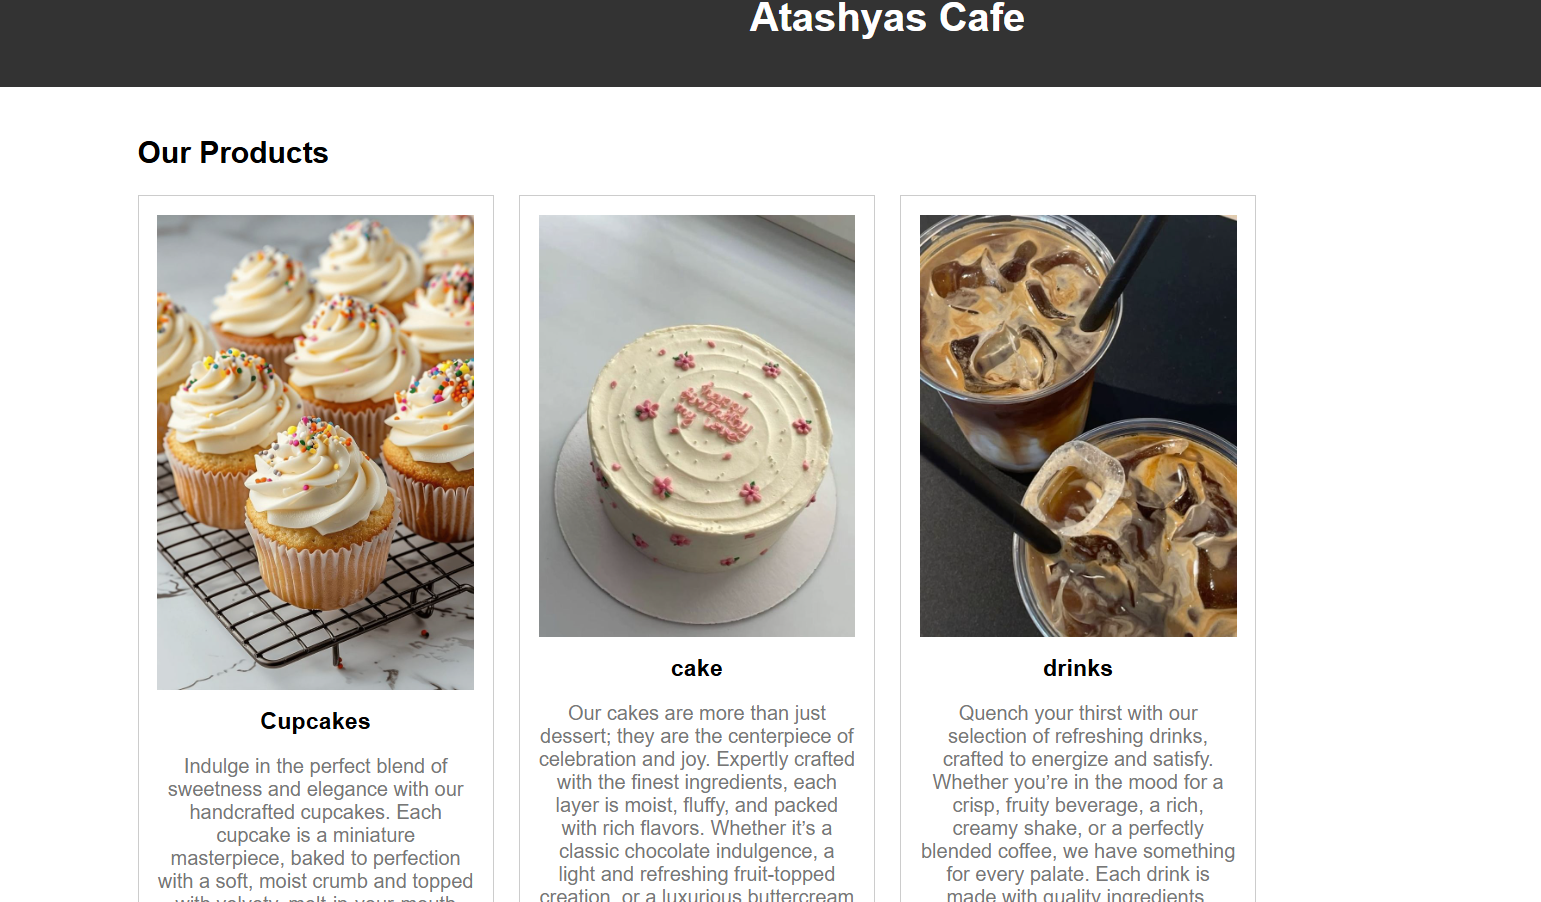 Atashyas Cafe
Our Products
Cupcakes
Indulge in the perfect blend of
sweetness and elegance with our
handcrafted cupcakes. Each
cupcake is a miniature
masterpiece, baked to perfection
with a soft, moist crumb and topped
with velvety, melt-in-your-mouth
cake
Our cakes are more than just
dessert; they are the centerpiece of
celebration and joy. Expertly crafted
with the finest ingredients, each
layer is moist, fluffy, and packed
with rich flavors. Whether it’s a
classic chocolate indulgence, a
light and refreshing fruit-topped
creation, or a luxurious buttercream
drinks
Quench your thirst with our
selection of refreshing drinks,
crafted to energize and satisfy.
Whether you’re in the mood for a
crisp, fruity beverage, a rich,
creamy shake, or a perfectly
blended coffee, we have something
for every palate. Each drink is
made with quality ingredients